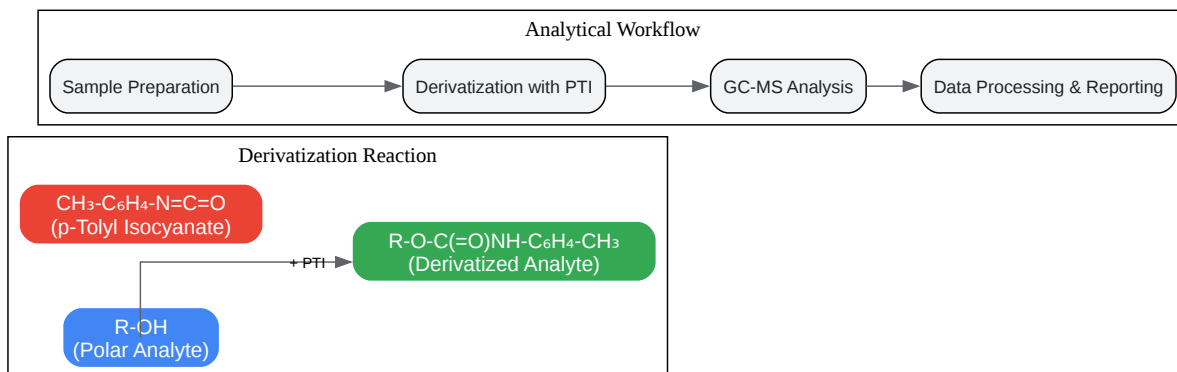 Analytical Workflow
Sample Preparation
Derivatization with PTI
GC-MS Analysis
Data Processing & Reporting
Derivatization Reaction
CH₃-C₆H₄-N=C=O
(p-Tolyl Isocyanate)
R-O-C(=O)NH-C₆H₄-CH₃
(Derivatized Analyte)
+ PTI
R-OH
(Polar Analyte)